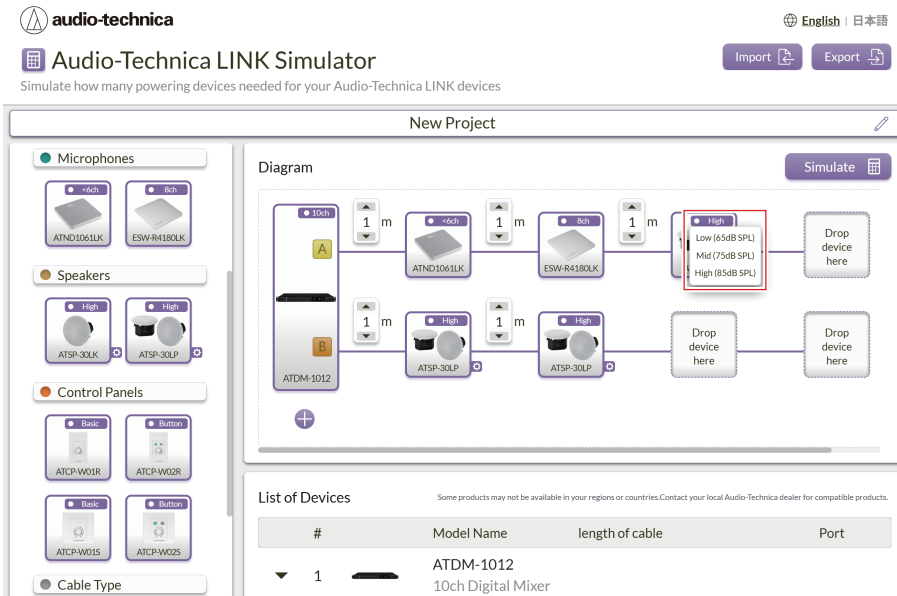 audio-technica
English | 日本語
Audio-Technica LINK Simulator
Import
Export
Simulate how many powering devices needed for your Audio-Technica LINK devices
New Project
Microphones
<6ch
ATND1061LK
8ch
ESW-R4180LK
Speakers
High
ATSP-30LK
High
ATSP-30LP
Control Panels
Basic
ATCP-W01R
Button
ATCP-W02R
Basic
ATCP-W01S
Button
ATCP-W02S
Cable Type
Diagram
Simulate
10ch
A
B
ATDM-1012
1 m
<6ch
ATND1061LK
1 m
8ch
ESW-R4180LK
1 m
High
Low (65dB SPL)
Mid (75dB SPL)
High (85dB SPL)
Drop
device
here
1 m
High
ATSP-30LP
1 m
High
ATSP-30LP
Drop
device
here
Drop
device
here
List of Devices
Some products may not be available in your regions or countries.Contact your local Audio-Technica dealer for compatible products.
# Model Name length of cable Port
1 ATDM-1012
10ch Digital Mixer